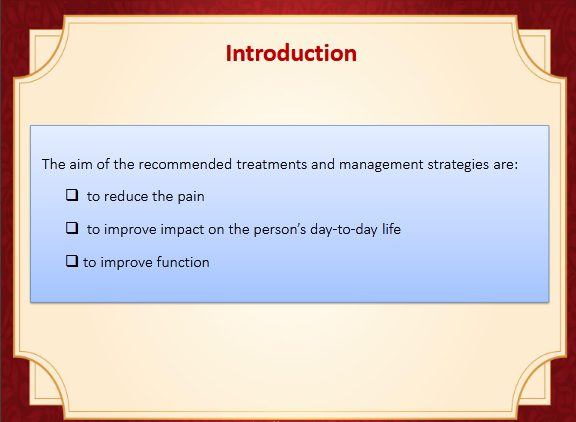 Introduction
The aim of the recommended treatments and management strategies are:
❑ to reduce the pain
❑ to improve impact on the person’s day-to-day life
❑ to improve function